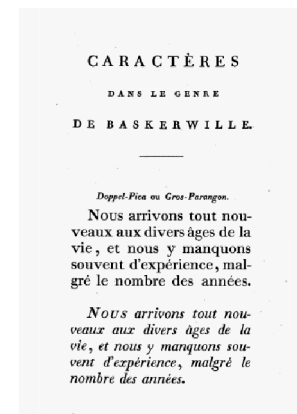 CARACTÈRES
DANS LE GENRE
DE BASKERWILLE.
Doppel-Pica ou Gros-Parangon.
Nous arrivons tout nou-
veaux aux divers âges de la
vie, et nous y manquons
souvent d'expérience, mal-
gré le nombre des années.
Nous arrivons tout nou-
veaux aux divers âges de la
vie, et nous y manquons sou-
vent d'expérience, malgré le
nombre des années.